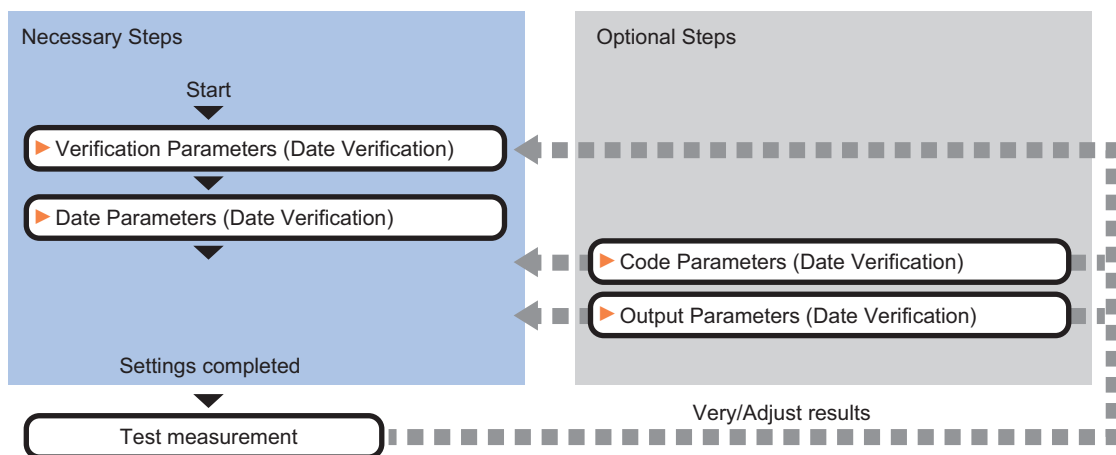 Necessary Steps
Optional Steps
Start
Verification Parameters (Date Verification)
Date Parameters (Date Verification)
Code Parameters (Date Verification)
Output Parameters (Date Verification)
Settings completed
Very/Adjust results
Test measurement